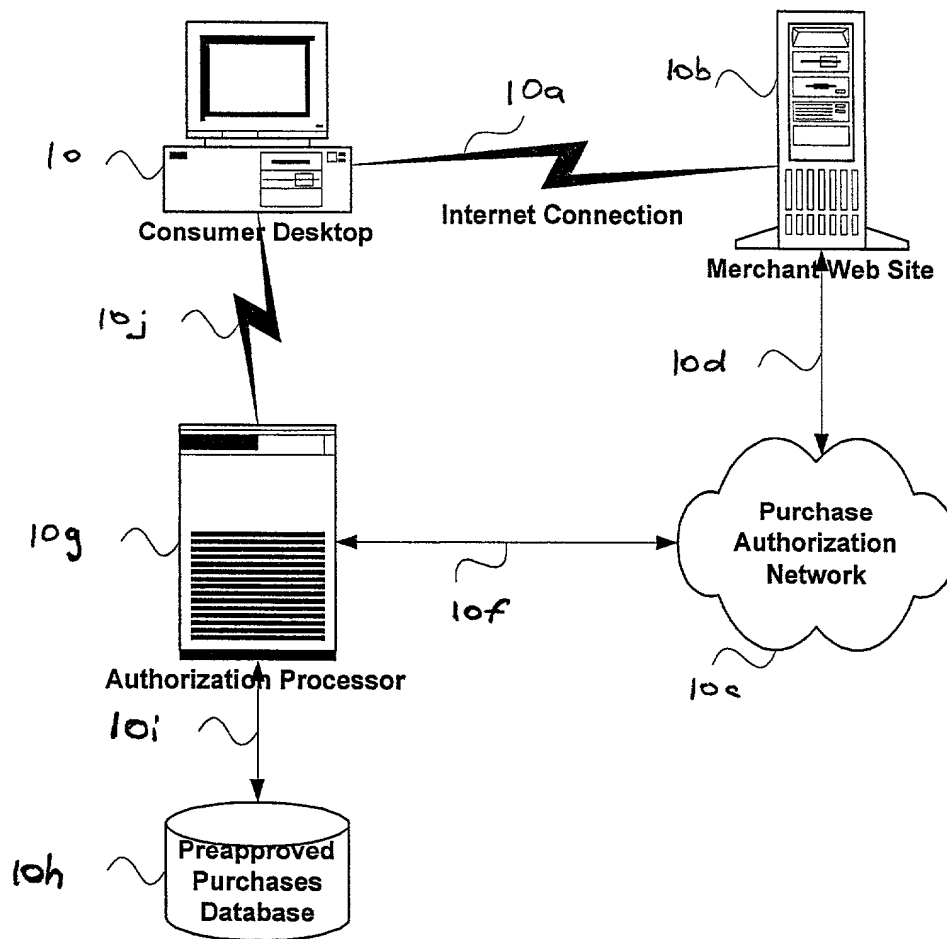 10a
10b
10
Internet Connection
Consumer Desktop
Merchant Web Site
10j
10d
Purchase
Authorization
Network
10g
10f
10e
Authorization Processor
10i
Preapproved
Purchases
Database
10h